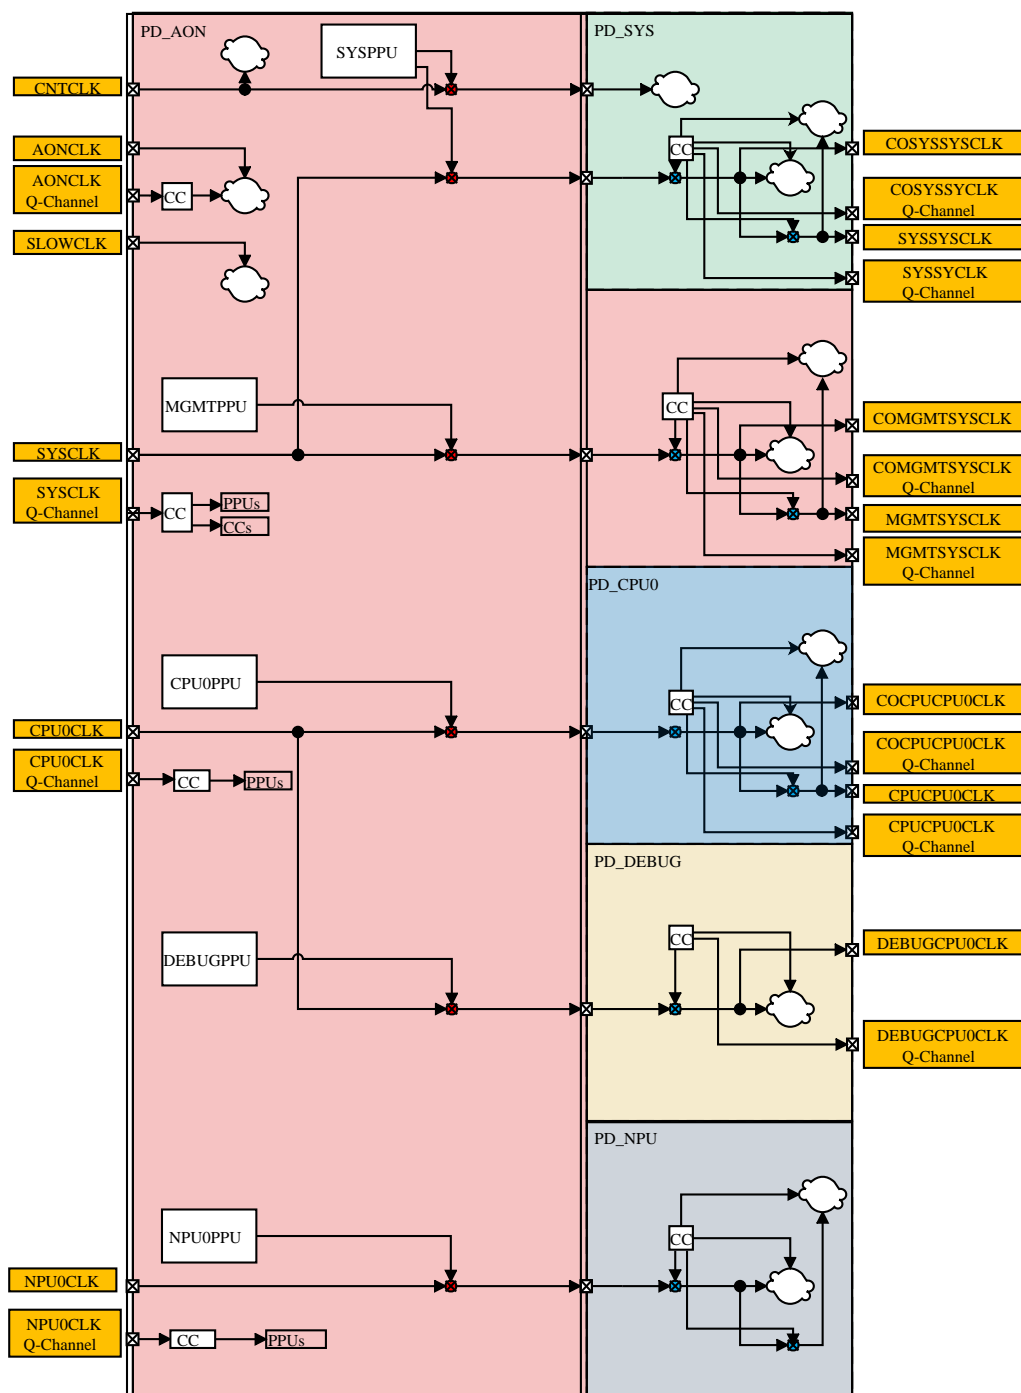 PD_AON
SYSPPU
PD_SYS
CNTCLK
AONCLK
AONCLK
Q-Channel
CC
SLOWCLK
CC
COSYSSYSCLK
COSYSSYCLK
Q-Channel
SYSSYSCLK
SYSSYCLK
Q-Channel
MGMTPPU
SYSCLK
SYSCLK
Q-Channel
CC
PPUs
CCs
CC
COMGMTSYSCLK
COMGMTSYSCLK
Q-Channel
MGMTSYSCLK
MGMTSYSCLK
Q-Channel
PD_CPU0
CPU0PPU
CPU0CLK
CPU0CLK
Q-Channel
CC
PPUs
CC
COCPUCPU0CLK
COCPUCPU0CLK
Q-Channel
CPUCPU0CLK
CPUCPU0CLK
Q-Channel
PD_DEBUG
DEBUGPPU
CC
DEBUGCPU0CLK
DEBUGCPU0CLK
Q-Channel
PD_NPU
NPU0PPU
CC
NPU0CLK
NPU0CLK
Q-Channel
CC
PPUs